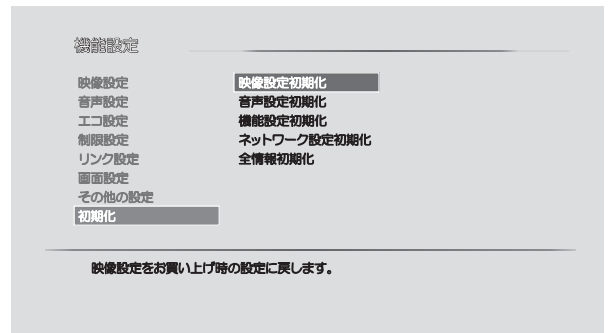 機能設定
映像設定
音声設定
エコ設定
制限設定
リンク設定
画面設定
その他の設定
初期化
映像設定初期化
音声設定初期化
機能設定初期化
ネットワーク設定初期化
全情報初期化
映像設定をお買い上げ時の設定に戻します。